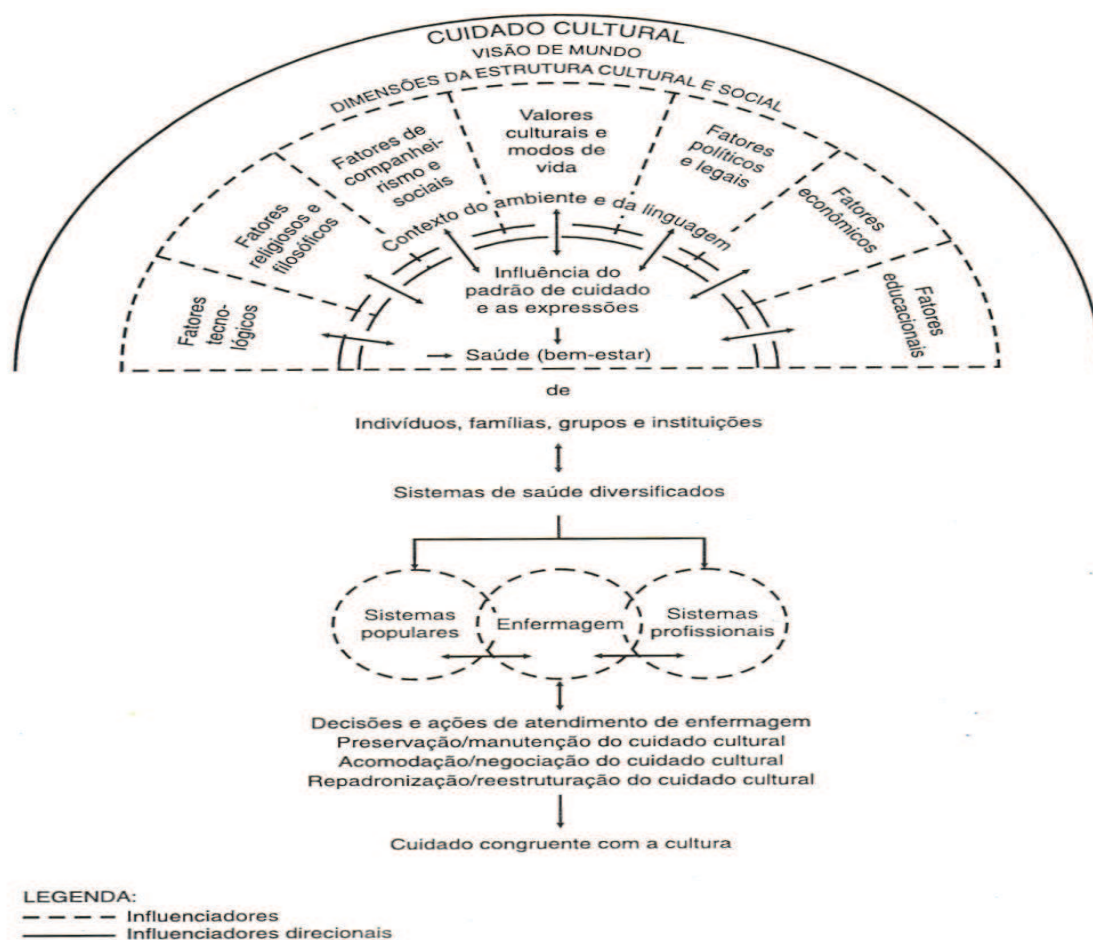 CUIDADO CULTURAL
VISÃO DE MUNDO
DIMENSÕES DA ESTRUTURA CULTURAL E SOCIAL
Fatores
tecno-
lógicos
Fatores
religiosos e
filosóficos
Fatores de
companhei-
rismo e
sociais
Valores
culturais e
modos de
vida
Fatores
políticos
e legais
Fatores
econômicos
Fatores
educacionais
Contexto do ambiente e da linguagem
Influência do
padrão de cuidado
e as expressões
Saúde (bem-estar)
de
Indivíduos, famílias, grupos e instituições
Sistemas de saúde diversificados
Sistemas
populares
Enfermagem
Sistemas
profissionais
Decisões e ações de atendimento de enfermagem
Preservação/manutenção do cuidado cultural
Acomodação/negociação do cuidado cultural
Repadronização/reestruturação do cuidado cultural
Cuidado congruente com a cultura
LEGENDA:
Influenciadores
Influenciadores direcionais